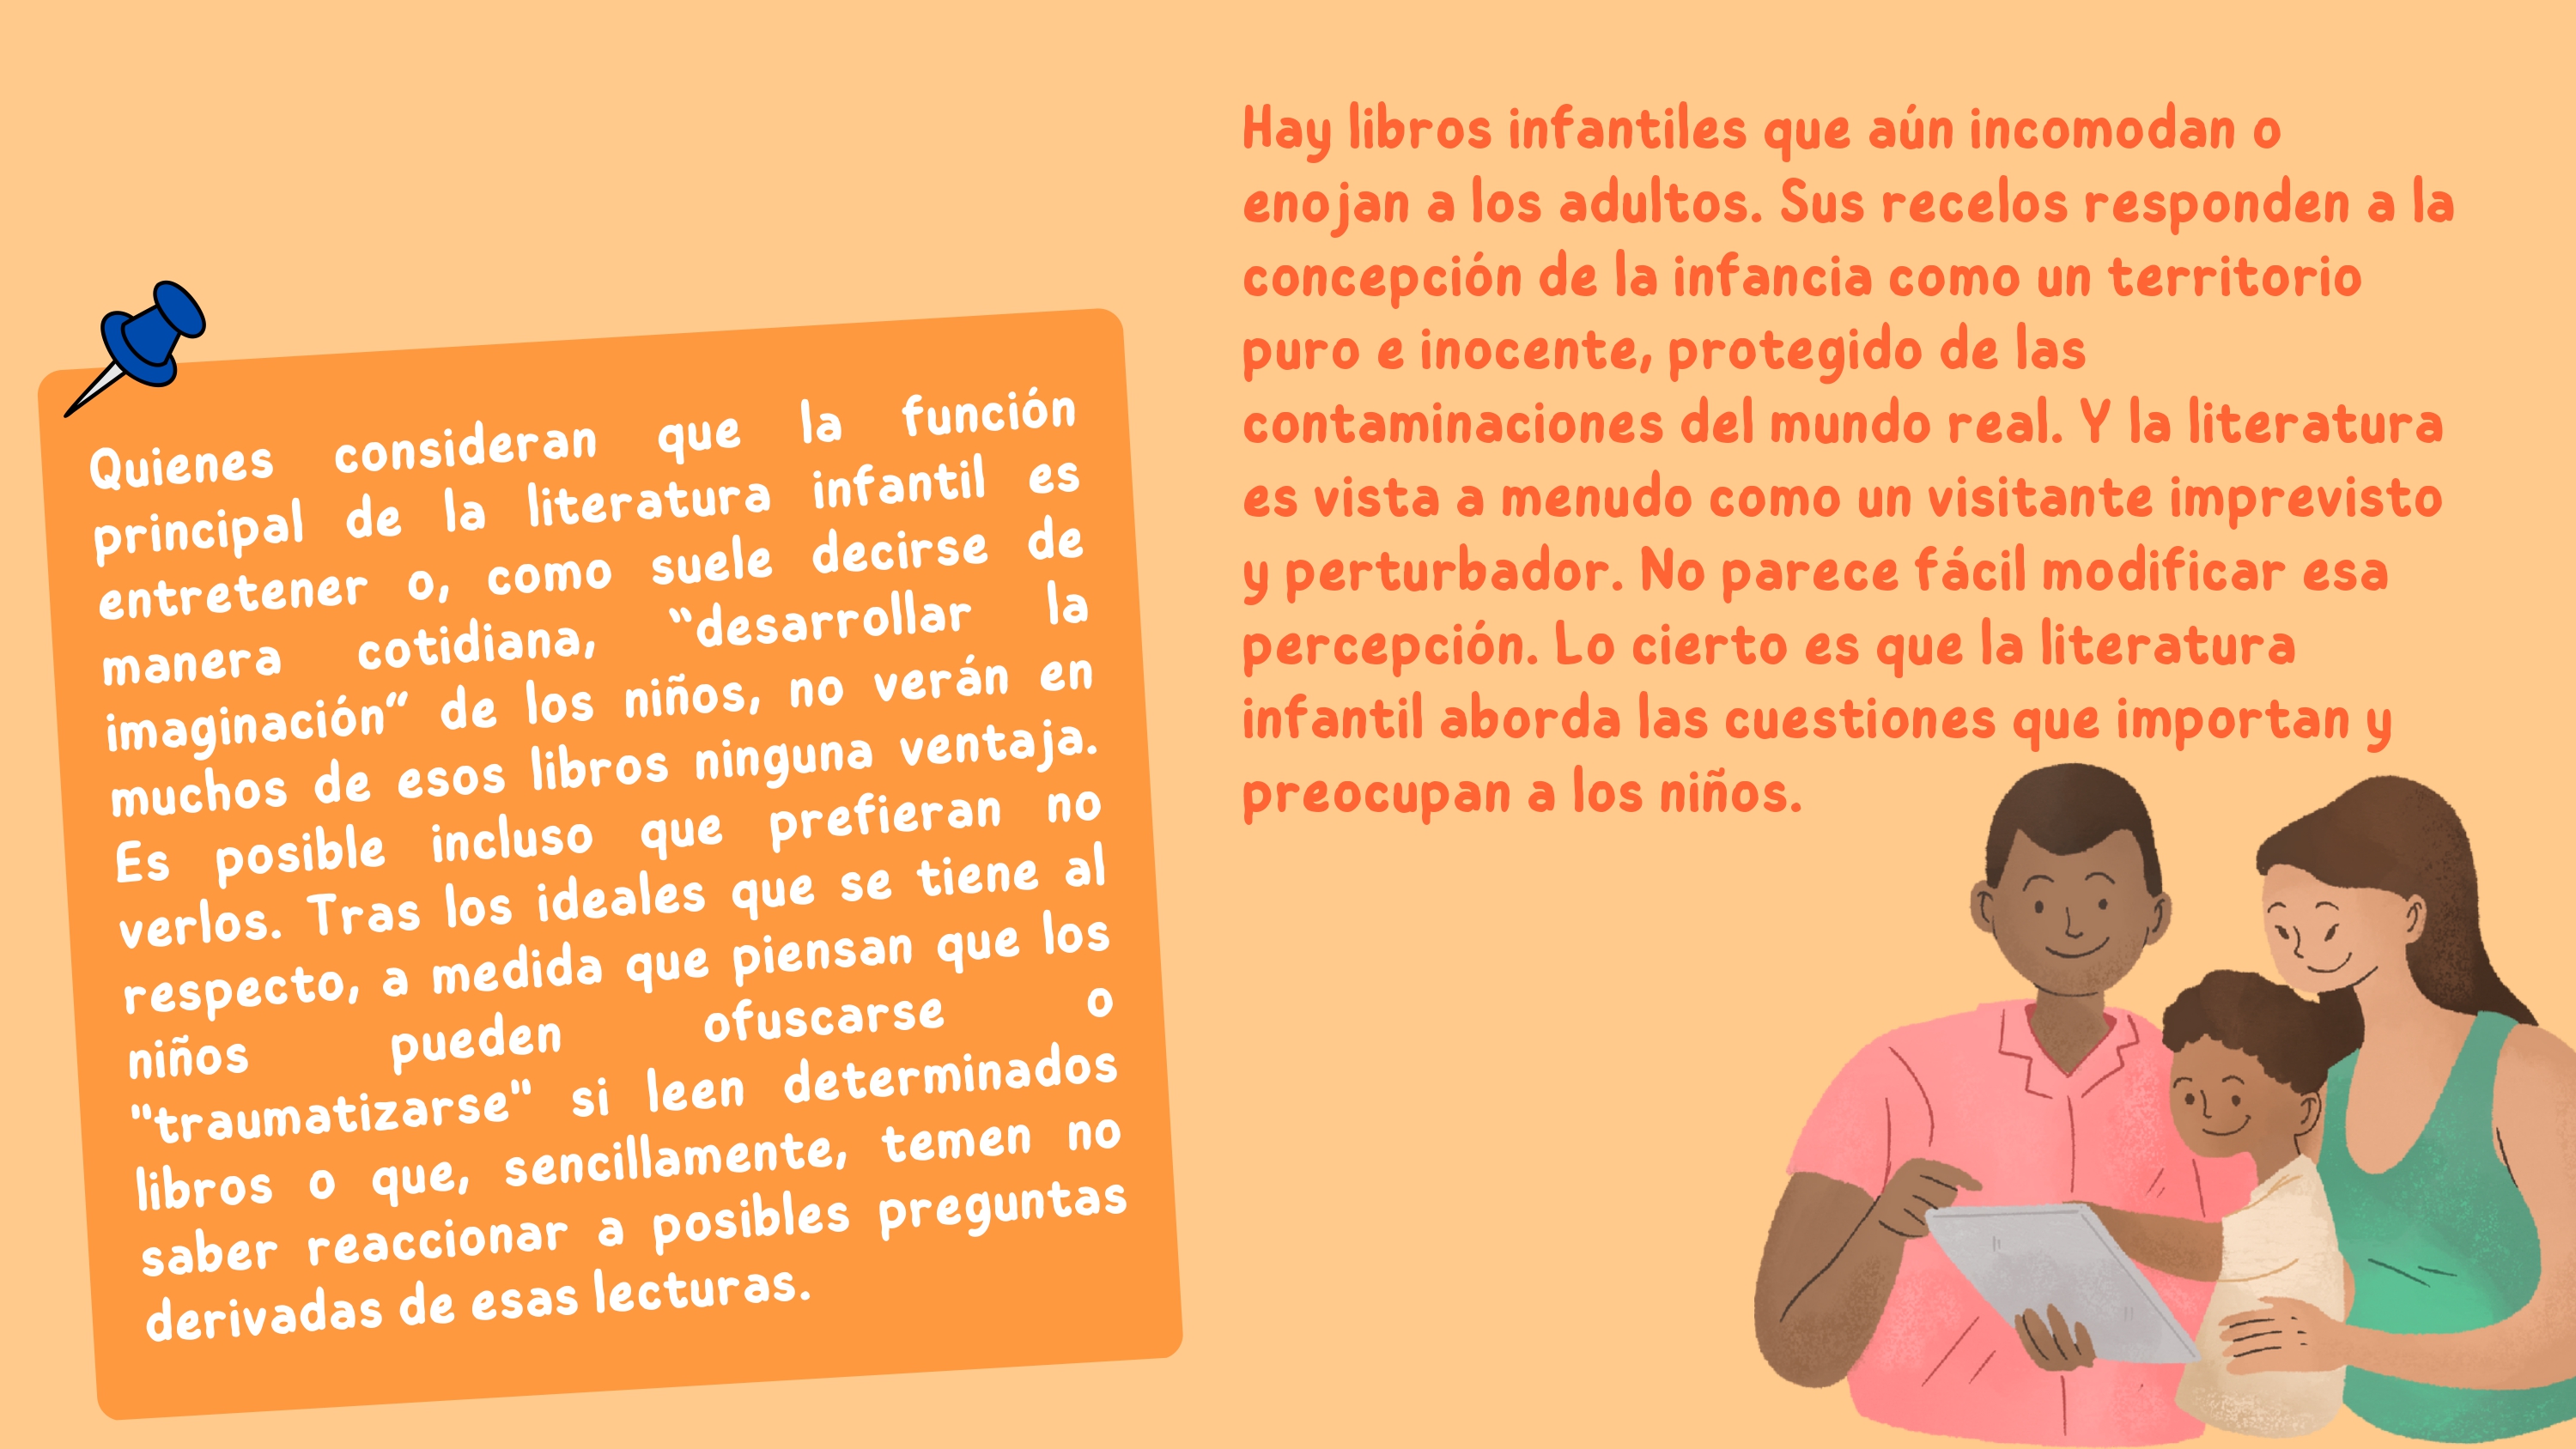 Quienes consideran que la función
principal de la literatura infantil es
entretener o, como suele decirse de
manera cotidiana, “desarrollar la
imaginación” de los niños, no verán en
muchos de esos libros ninguna ventaja.
Es posible incluso que prefieran no
verlos. Tras los ideales que se tiene al
respecto, a medida que piensan que los
niños pueden ofuscarse o
"traumatizarse" si leen determinados
libros o que, sencillamente, temen no
saber reaccionar a posibles preguntas
derivadas de esas lecturas.
Hay libros infantiles que aún incomodan o
enojan a los adultos. Sus recelos responden a la
concepción de la infancia como un territorio
puro e inocente, protegido de las
contaminaciones del mundo real. Y la literatura
es vista a menudo como un visitante imprevisto
y perturbador. No parece fácil modificar esa
percepción. Lo cierto es que la literatura
infantil aborda las cuestiones que importan y
preocupan a los niños.